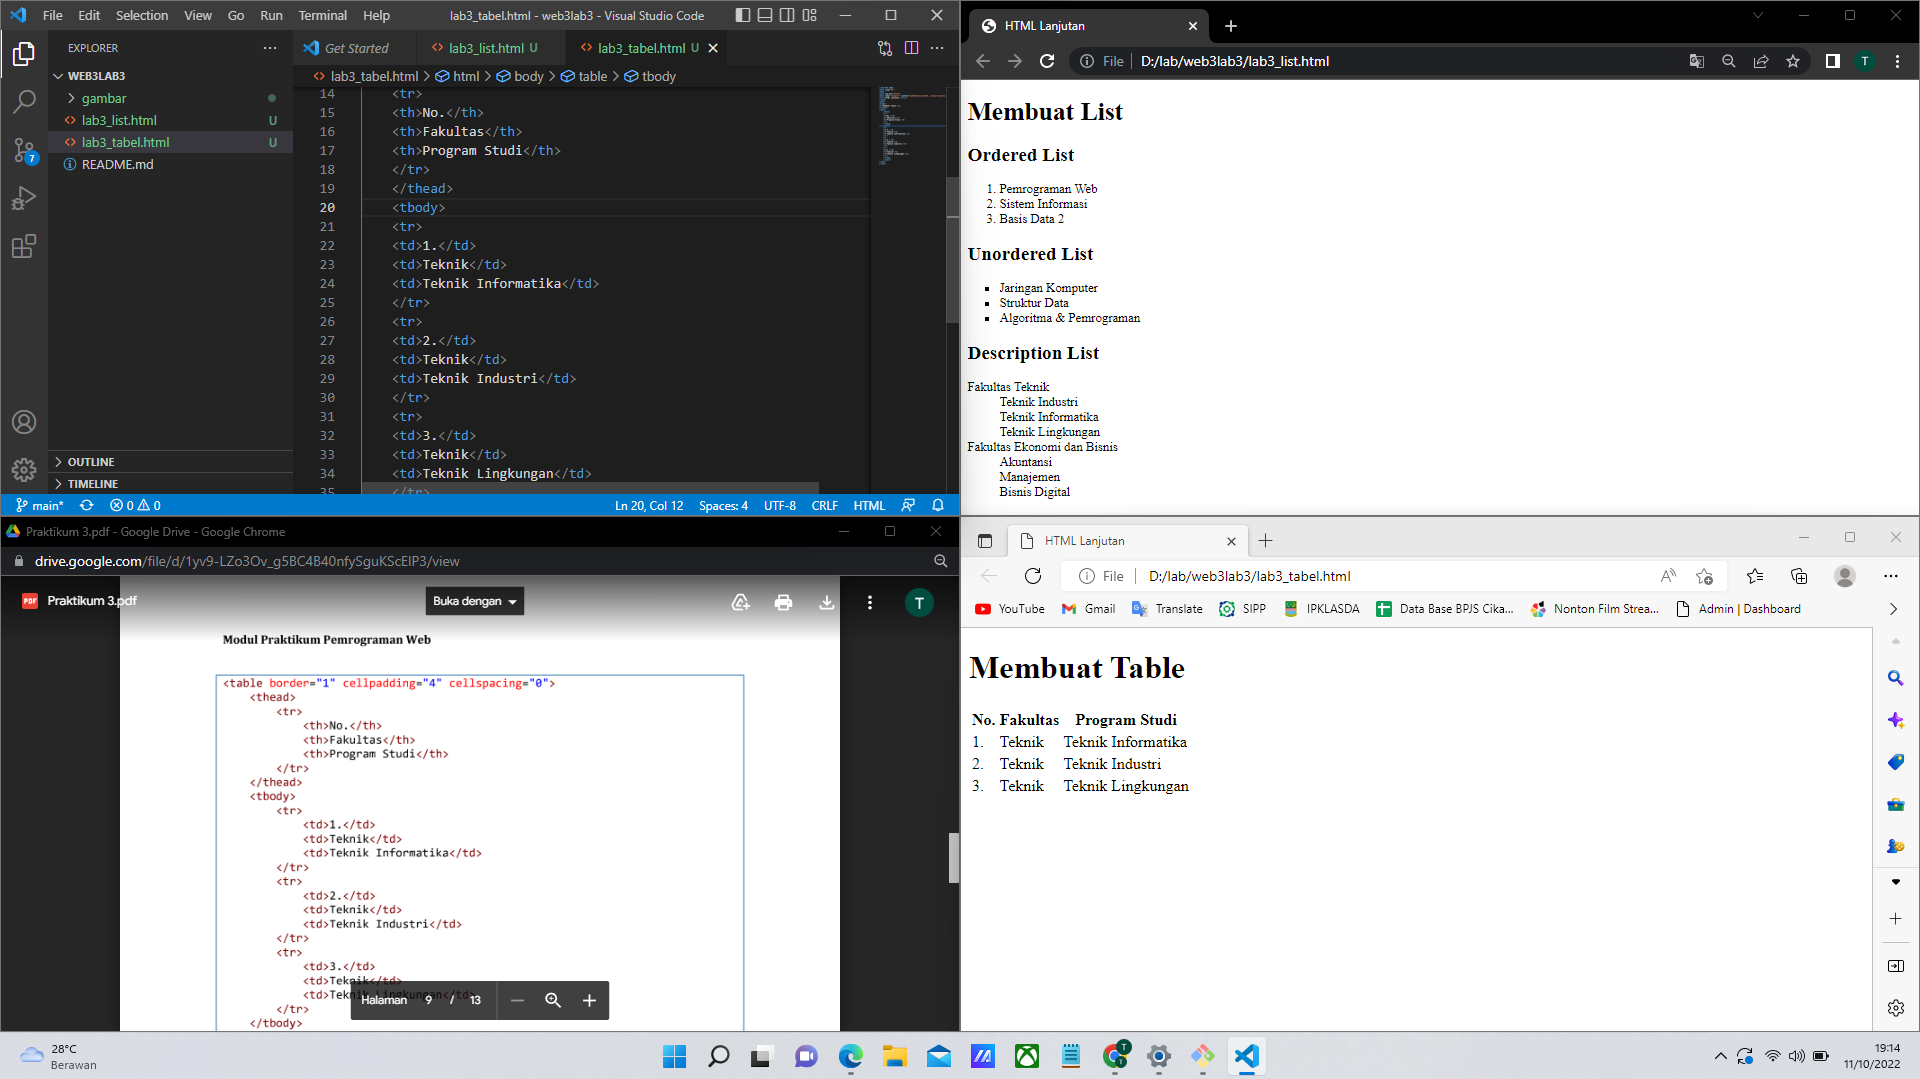 File Edit Selection View Go Run Terminal Help
lab3_tabel.html - web3lab3 - Visual Studio Code
EXPLORER
WEB3LAB3
gambar
lab3_list.html U
lab3_tabel.html U
README.md
7
OUTLINE
TIMELINE
Get Started
lab3_list.html U
lab3_tabel.html U
lab3_tabel.html > html > body > table > tbody
14 <tr>
15 <th>No.</th>
16 <th>Fakultas</th>
17 <th>Program Studi</th>
18 </tr>
19 </thead>
20 <tbody>
21 <tr>
22 <td>1.</td>
23 <td>Teknik</td>
24 <td>Teknik Informatika</td>
25 </tr>
26 <tr>
27 <td>2.</td>
28 <td>Teknik</td>
29 <td>Teknik Industri</td>
30 </tr>
31 <tr>
32 <td>3.</td>
33 <td>Teknik</td>
34 <td>Teknik Lingkungan</td>
35 </tr>
main* 0 0 Ln 20, Col 12 Spaces: 4 UTF-8 CRLF HTML
HTML Lanjutan
File D:/lab/web3lab3/lab3_list.html
T
Membuat List
Ordered List
1. Pemrograman Web
2. Sistem Informasi
3. Basis Data 2
Unordered List
Jaringan Komputer
Struktur Data
Algoritma & Pemrograman
Description List
Fakultas Teknik
Teknik Industri
Teknik Informatika
Teknik Lingkungan
Fakultas Ekonomi dan Bisnis
Akuntansi
Manajemen
Bisnis Digital
Praktikum 3.pdf - Google Drive - Google Chrome
drive.google.com/file/d/1yv9-LZo3Ov_g5BC4B40nfySguKScElP3/view
PDF Praktikum 3.pdf
Buka dengan
T
Modul Praktikum Pemrograman Web
<table border="1" cellpadding="4" cellspacing="0">
<thead>
<tr>
<th>No.</th>
<th>Fakultas</th>
<th>Program Studi</th>
</tr>
</thead>
<tbody>
<tr>
<td>1.</td>
<td>Teknik</td>
<td>Teknik Informatika</td>
</tr>
<tr>
<td>2.</td>
<td>Teknik</td>
<td>Teknik Industri</td>
</tr>
<tr>
<td>3.</td>
<td>Teknik</td>
<td>Teknik Lingkungan</td>
</tr>
</tbody>
Halaman 9 / 13
HTML Lanjutan
File D:/lab/web3lab3/lab3_tabel.html
YouTube Gmail Translate SIPP IPKLASDA Data Base BPJS Cika... Nonton Film Strea... Admin | Dashboard
Membuat Table
No. Fakultas Program Studi
1. Teknik Teknik Informatika
2. Teknik Teknik Industri
3. Teknik Teknik Lingkungan
28°C
Berawan
19:14
11/10/2022